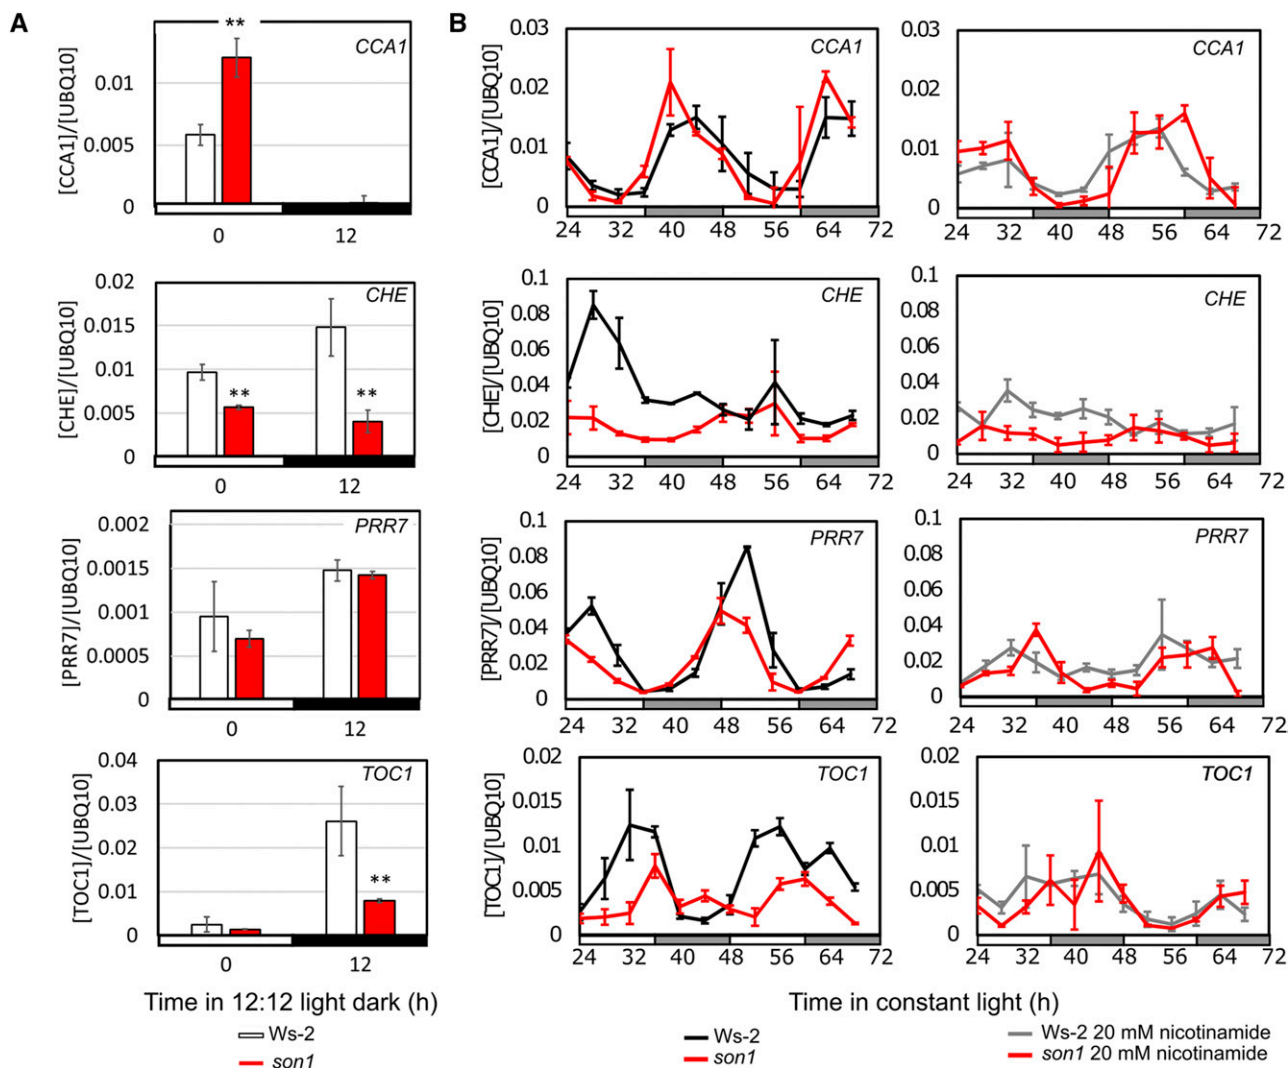 A
B
[CCA1]/[UBQ10]
0.01
0.005
0
**
CCA1
0 12
[CCA1]/[UBQ10]
0.03
0.02
0.01
0
CCA1
24 32 40 48 56 64 72
0.03
0.02
0.01
0
CCA1
24 32 40 48 56 64 72
[CHE]/[UBQ10]
0.02
0.015
0.01
0.005
0
CHE
** **
0 12
[CHE]/[UBQ10]
0.1
0.08
0.06
0.04
0.02
0
CHE
24 32 40 48 56 64 72
0.1
0.08
0.06
0.04
0.02
0
CHE
24 32 40 48 56 64 72
[PRR7]/[UBQ10]
0.002
0.0015
0.001
0.0005
0
PRR7
0 12
[PRR7]/[UBQ10]
0.1
0.08
0.06
0.04
0.02
0
PRR7
24 32 40 48 56 64 72
0.1
0.08
0.06
0.04
0.02
0
PRR7
24 32 40 48 56 64 72
[TOC1]/[UBQ10]
0.04
0.03
0.02
0.01
0
TOC1
**
0 12
[TOC1]/[UBQ10]
0.02
0.015
0.01
0.005
0
TOC1
24 32 40 48 56 64 72
0.02
0.015
0.01
0.005
0
TOC1
24 32 40 48 56 64 72
Time in 12:12 light dark (h)
Ws-2
son1
Time in constant light (h)
Ws-2
son1
Ws-2 20 mM nicotinamide
son1 20 mM nicotinamide